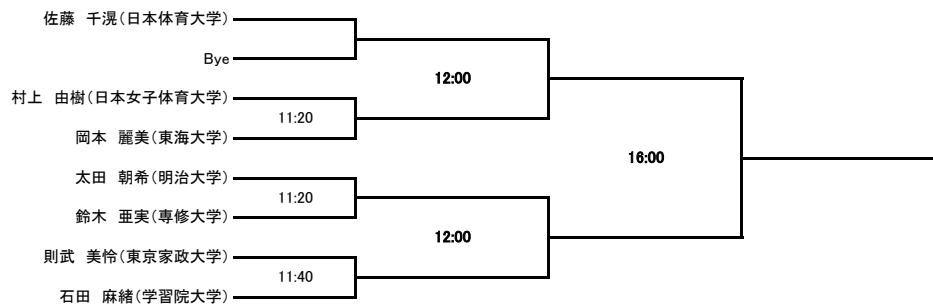 佐藤　千滉(日本体育大学)
Bye
12:00
村上　由樹(日本女子体育大学)
11:20
岡本　麗美(東海大学)
16:00
太田　朝希(明治大学)
11:20
鈴木　亜実(専修大学)
12:00
則武　美怜(東京家政大学)
11:40
石田　麻緒(学習院大学)